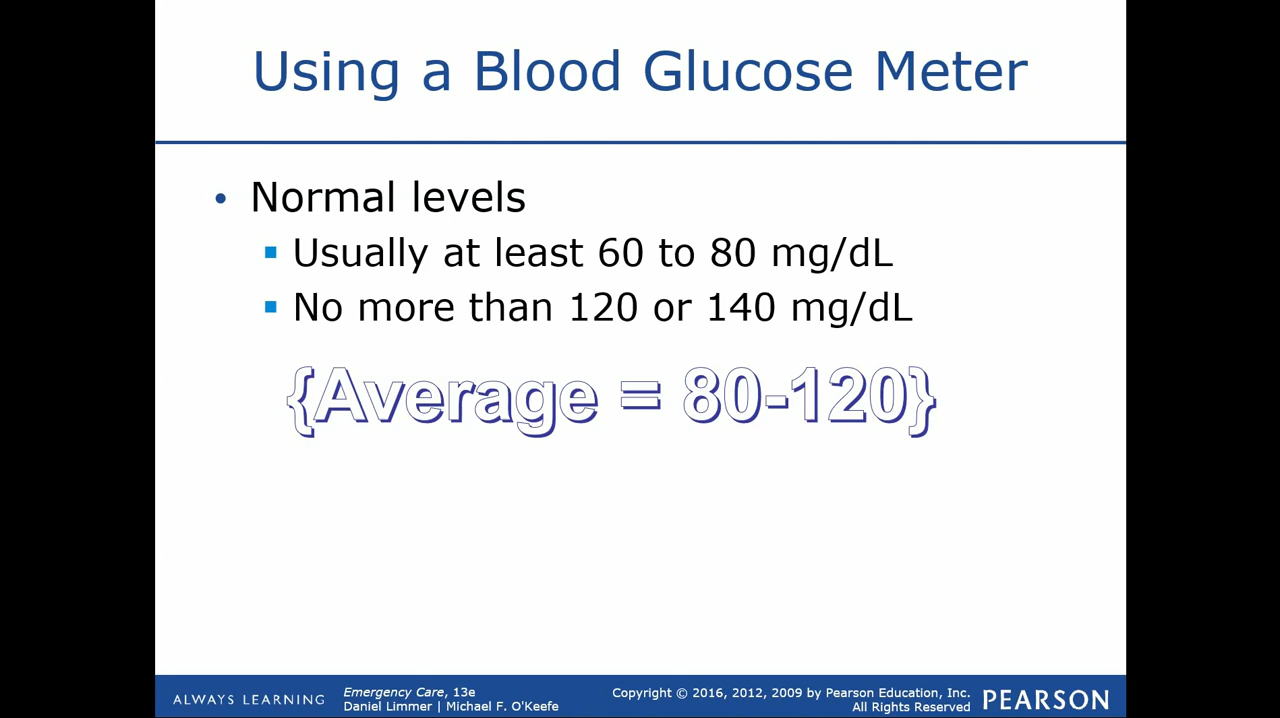 Using a Blood Glucose Meter
• Normal levels
▪ Usually at least 60 to 80 mg/dL
▪ No more than 120 or 140 mg/dL
{Average = 80-120}
ALWAYS LEARNING
Emergency Care, 13e
Daniel Limmer | Michael F. O'Keefe
Copyright © 2016, 2012, 2009 by Pearson Education, Inc.
All Rights Reserved
PEARSON